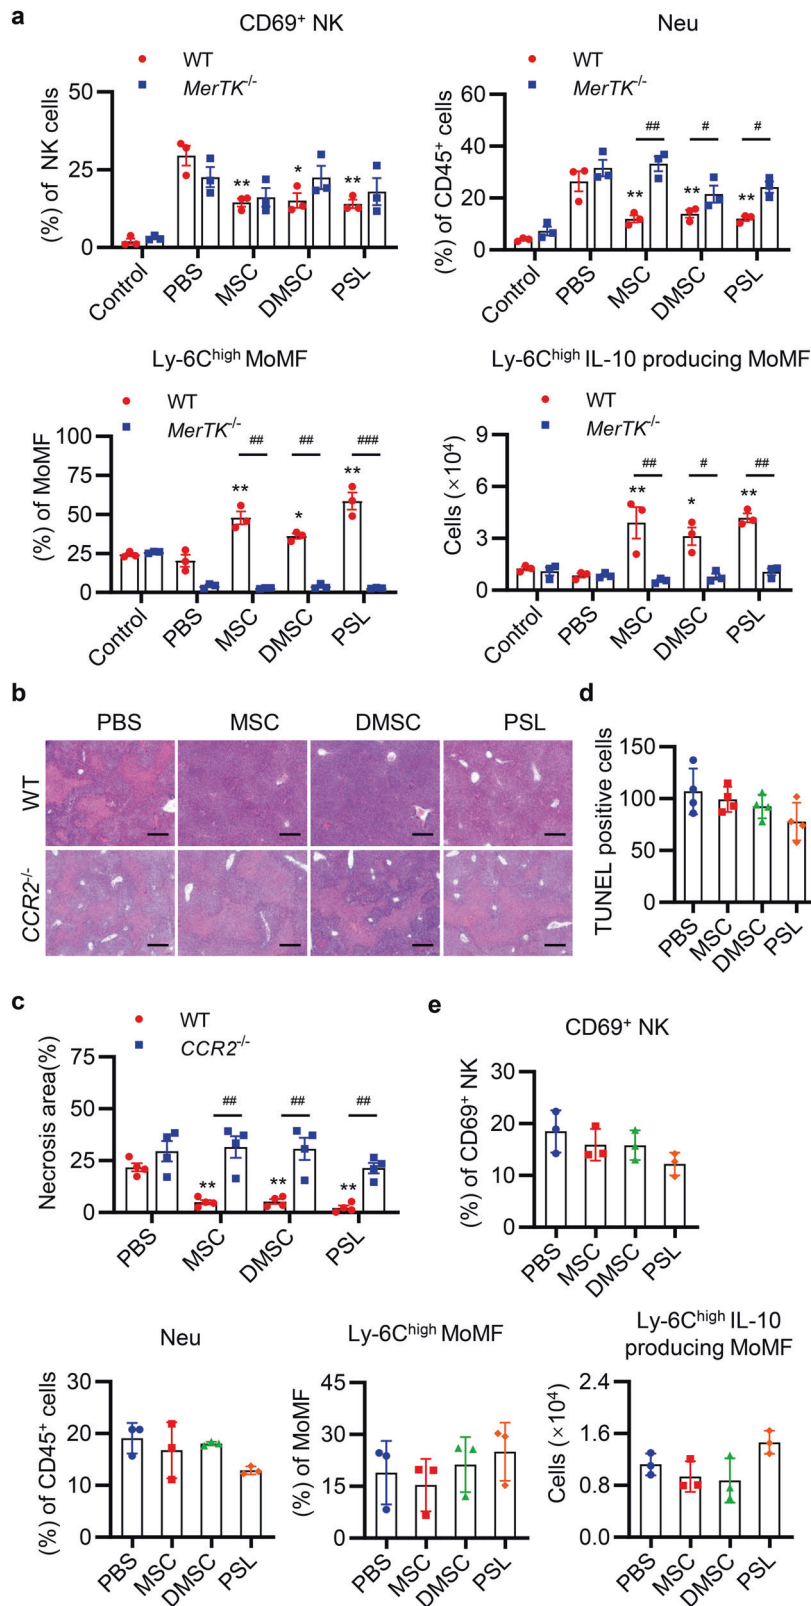 a
CD69⁺ NK
WT
MerTK⁻/⁻
(%) of NK cells
50
25
0
**
*
**
Control
PBS
MSC
DMSC
PSL
Neu
WT
MerTK⁻/⁻
(%) of CD45⁺ cells
60
40
20
0
##
#
#
**
**
**
Control
PBS
MSC
DMSC
PSL
Ly-6Cʰⁱᵍʰ MoMF
WT
MerTK⁻/⁻
(%) of MoMF
100
75
50
25
0
##
##
###
**
*
**
Control
PBS
MSC
DMSC
PSL
Ly-6Cʰⁱᵍʰ IL-10 producing MoMF
WT
MerTK⁻/⁻
Cells (×10⁴)
9
6
3
0
##
#
##
**
*
**
Control
PBS
MSC
DMSC
PSL
b
PBS MSC DMSC PSL
WT
CCR2⁻/⁻
d
TUNEL positive cells
150
100
50
0
PBS
MSC
DMSC
PSL
c
WT
CCR2⁻/⁻
Necrosis area(%)
75
50
25
0
##
##
##
**
**
**
PBS
MSC
DMSC
PSL
e
CD69⁺ NK
(%) of CD69⁺ NK
30
20
10
0
PBS
MSC
DMSC
PSL
Neu
(%) of CD45⁺ cells
30
20
10
0
PBS
MSC
DMSC
PSL
Ly-6Cʰⁱᵍʰ MoMF
(%) of MoMF
45
30
15
0
PBS
MSC
DMSC
PSL
Ly-6Cʰⁱᵍʰ IL-10
producing MoMF
Cells (×10⁴)
2.4
1.6
0.8
0.0
PBS
MSC
DMSC
PSL